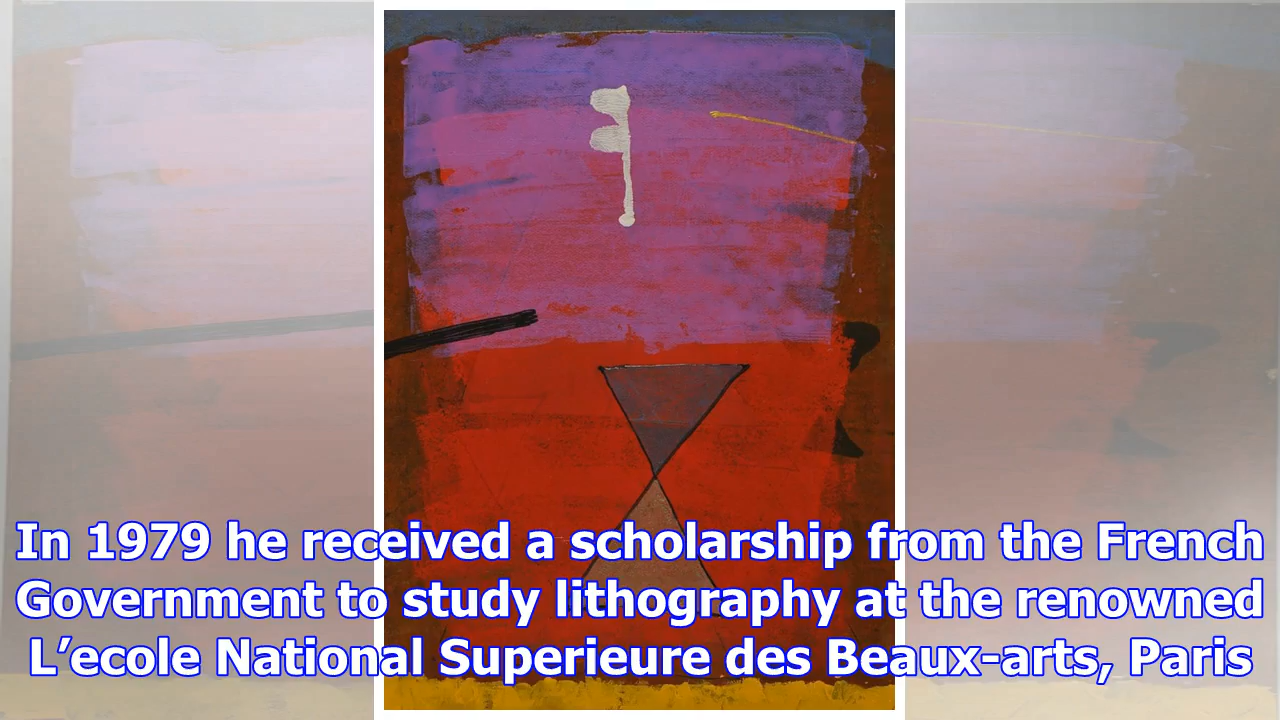 In 1979 he received a scholarship from the French
Government to study lithography at the renowned
L’ecole National Superieure des Beaux-arts, Paris